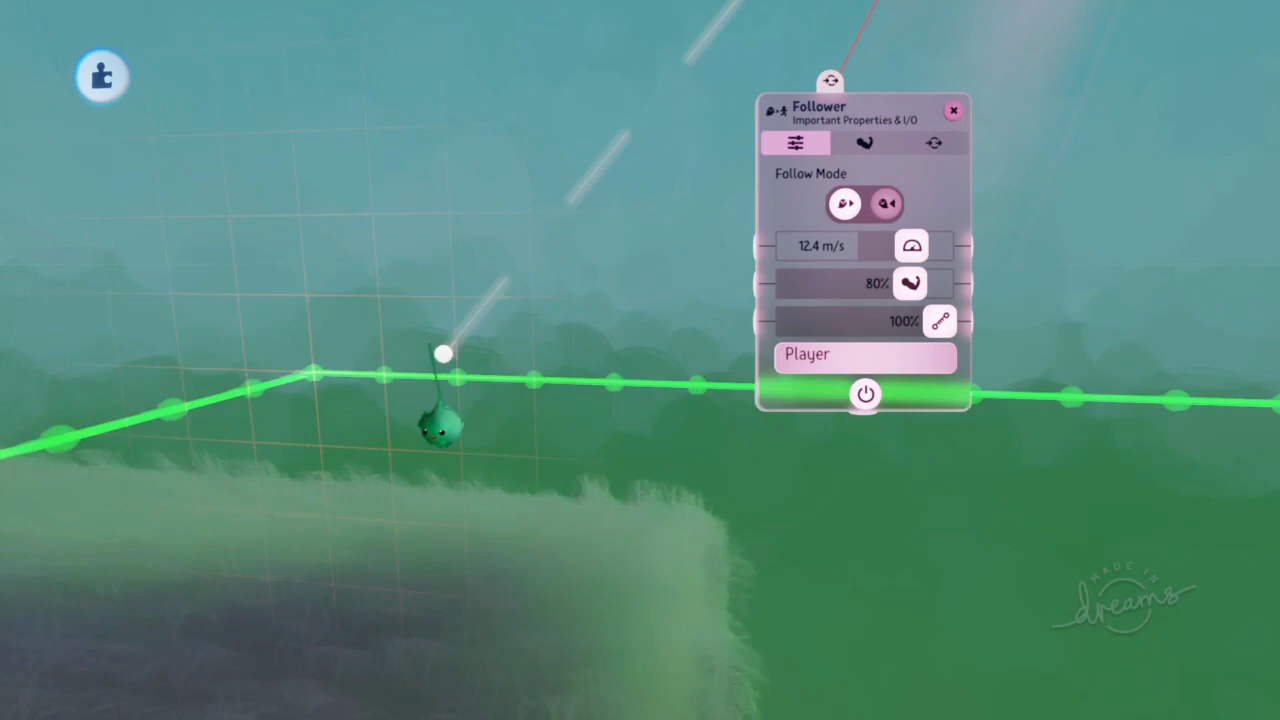 Follower
Important Properties & I/O
Follow Mode
12.4 m/s
80%
100%
Player
MADE IN
dreams